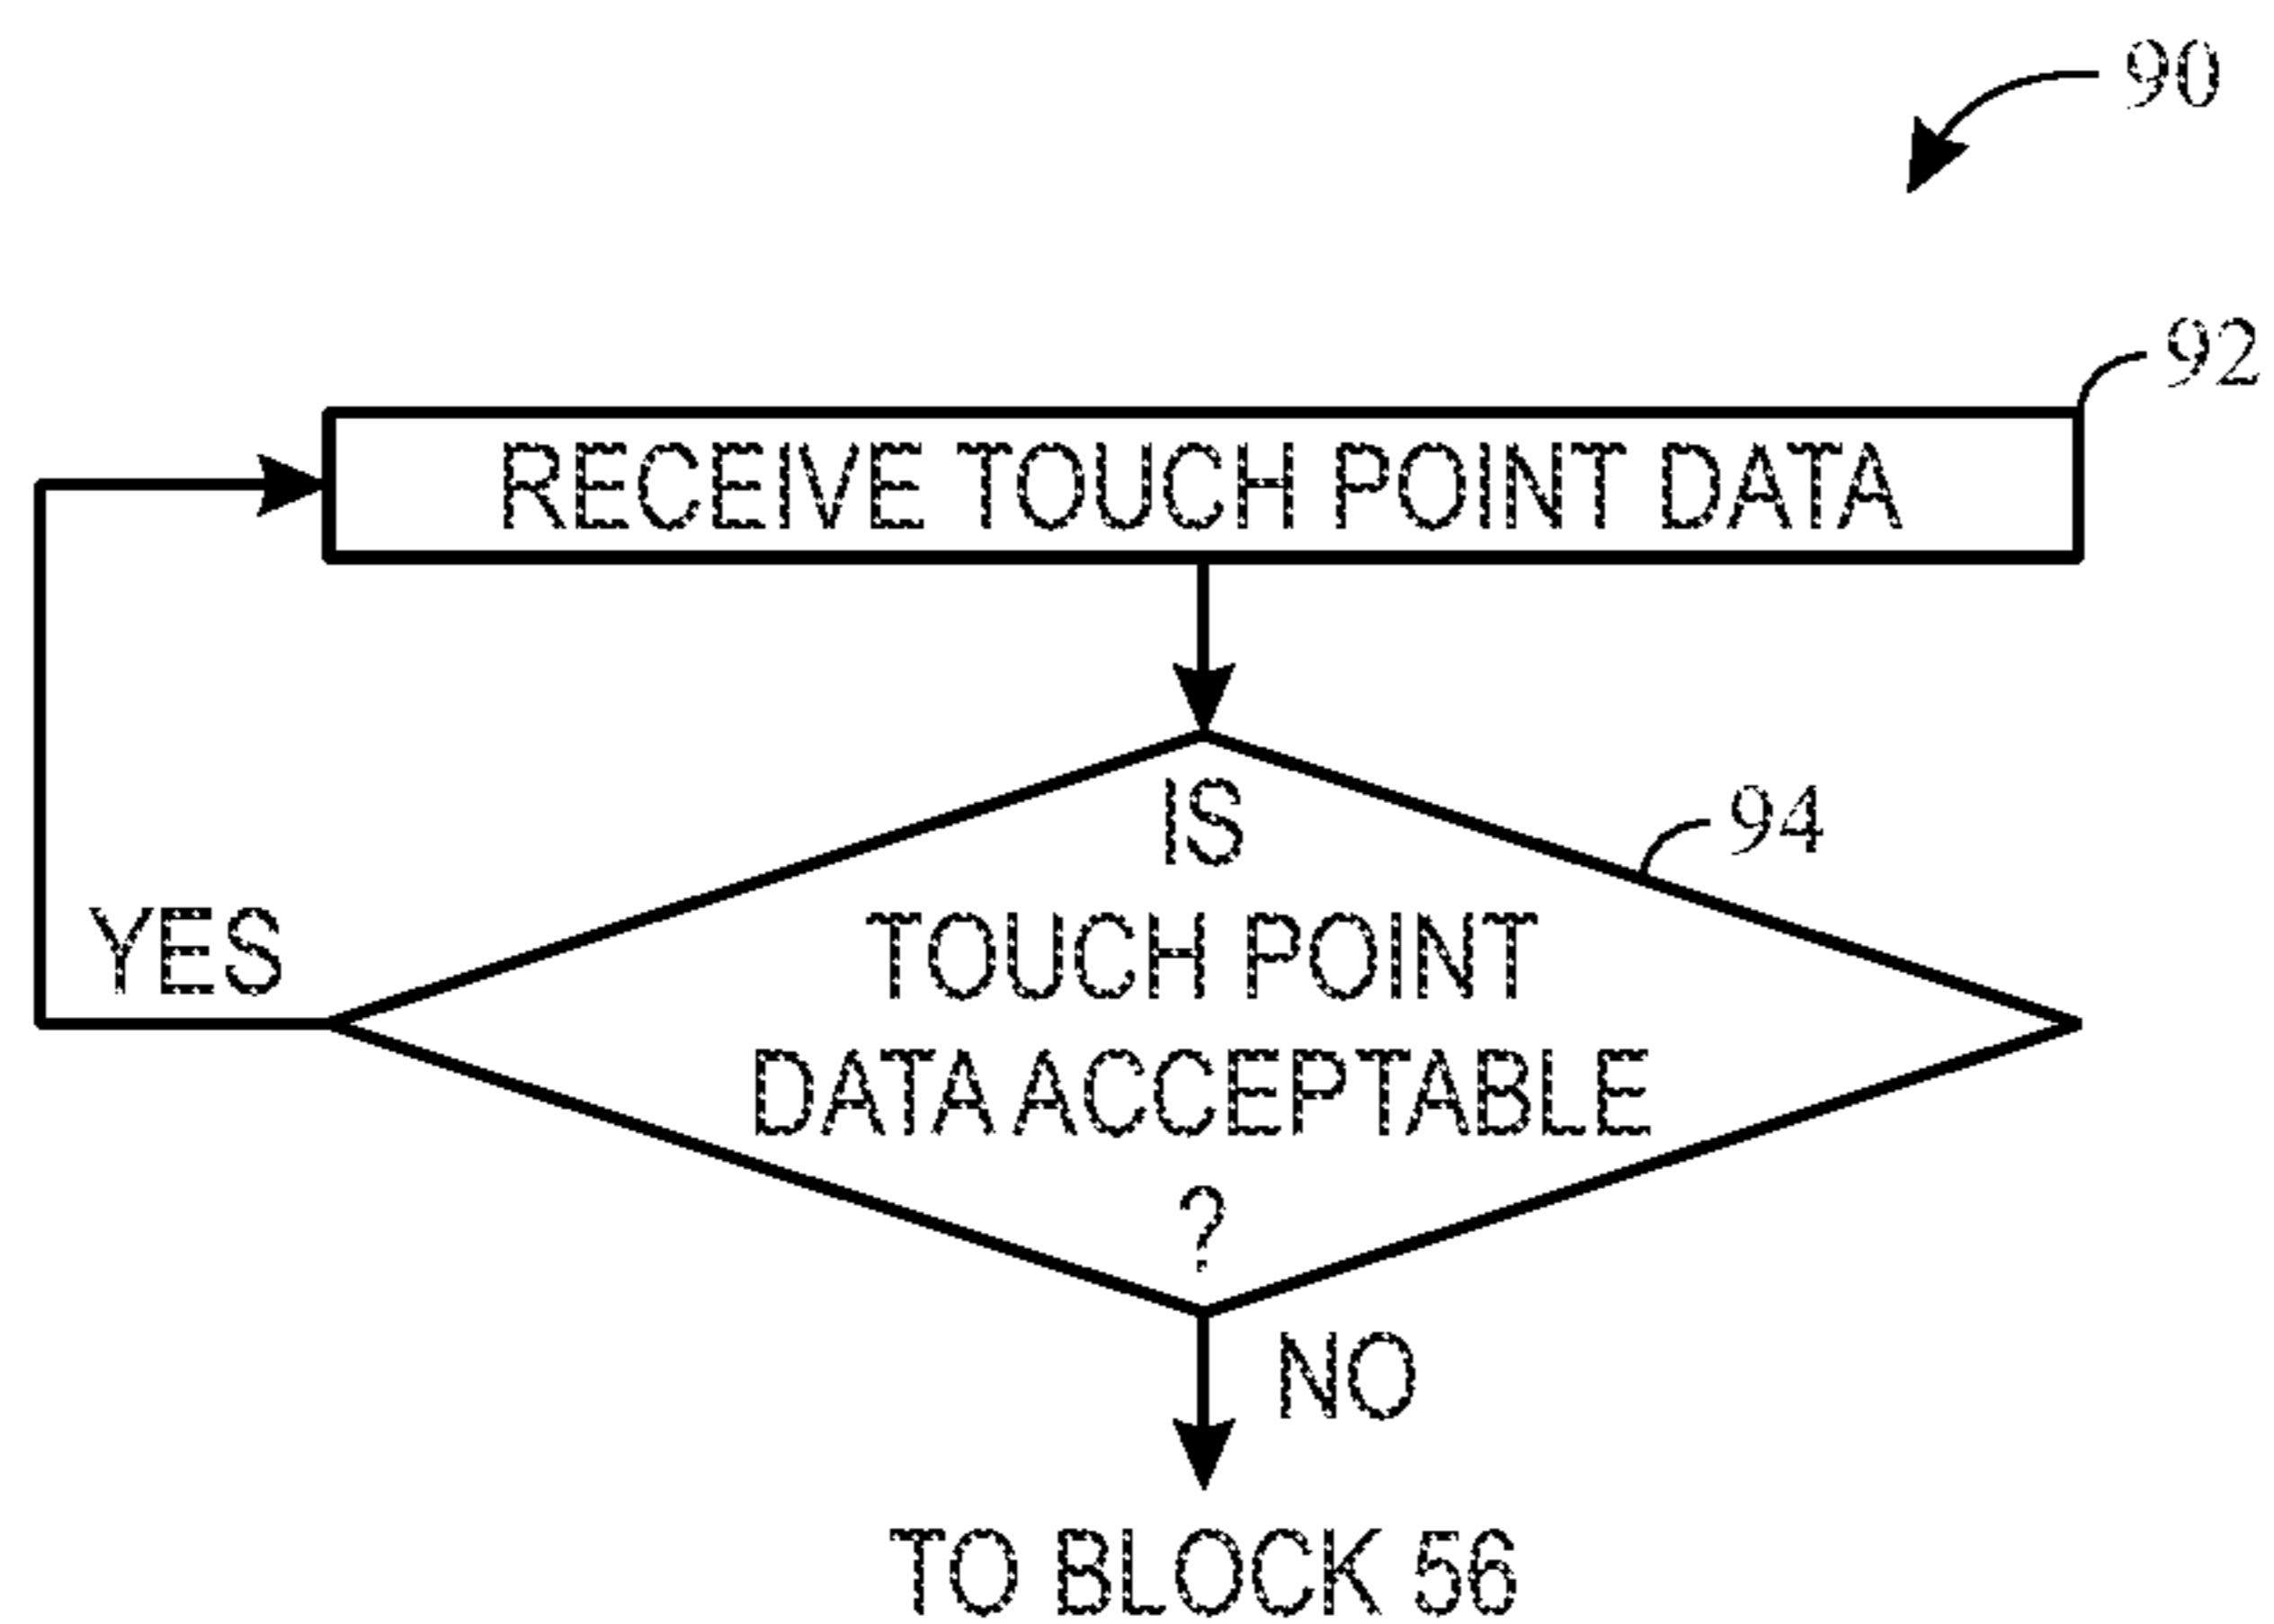 90
92
RECEIVE TOUCH POINT DATA
IS
94
TOUCH POINT
YES
DATA ACCEPTABLE
?
NO
TO BLOCK 56